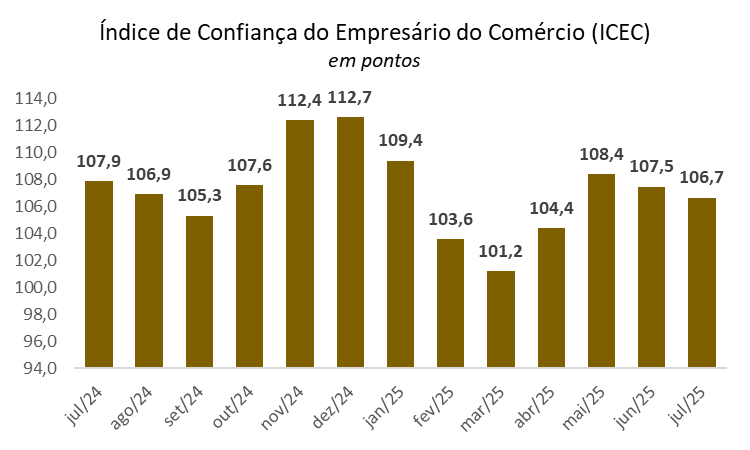 Índice de Confiança do Empresário do Comércio (ICEC)
em pontos
114,0
112,0
110,0
108,0
106,0
104,0
102,0
100,0
98,0
96,0
94,0
107,9
106,9
105,3
107,6
112,4
112,7
109,4
103,6
101,2
104,4
108,4
107,5
106,7
jul/24
ago/24
set/24
out/24
nov/24
dez/24
jan/25
fev/25
mar/25
abr/25
mai/25
jun/25
jul/25